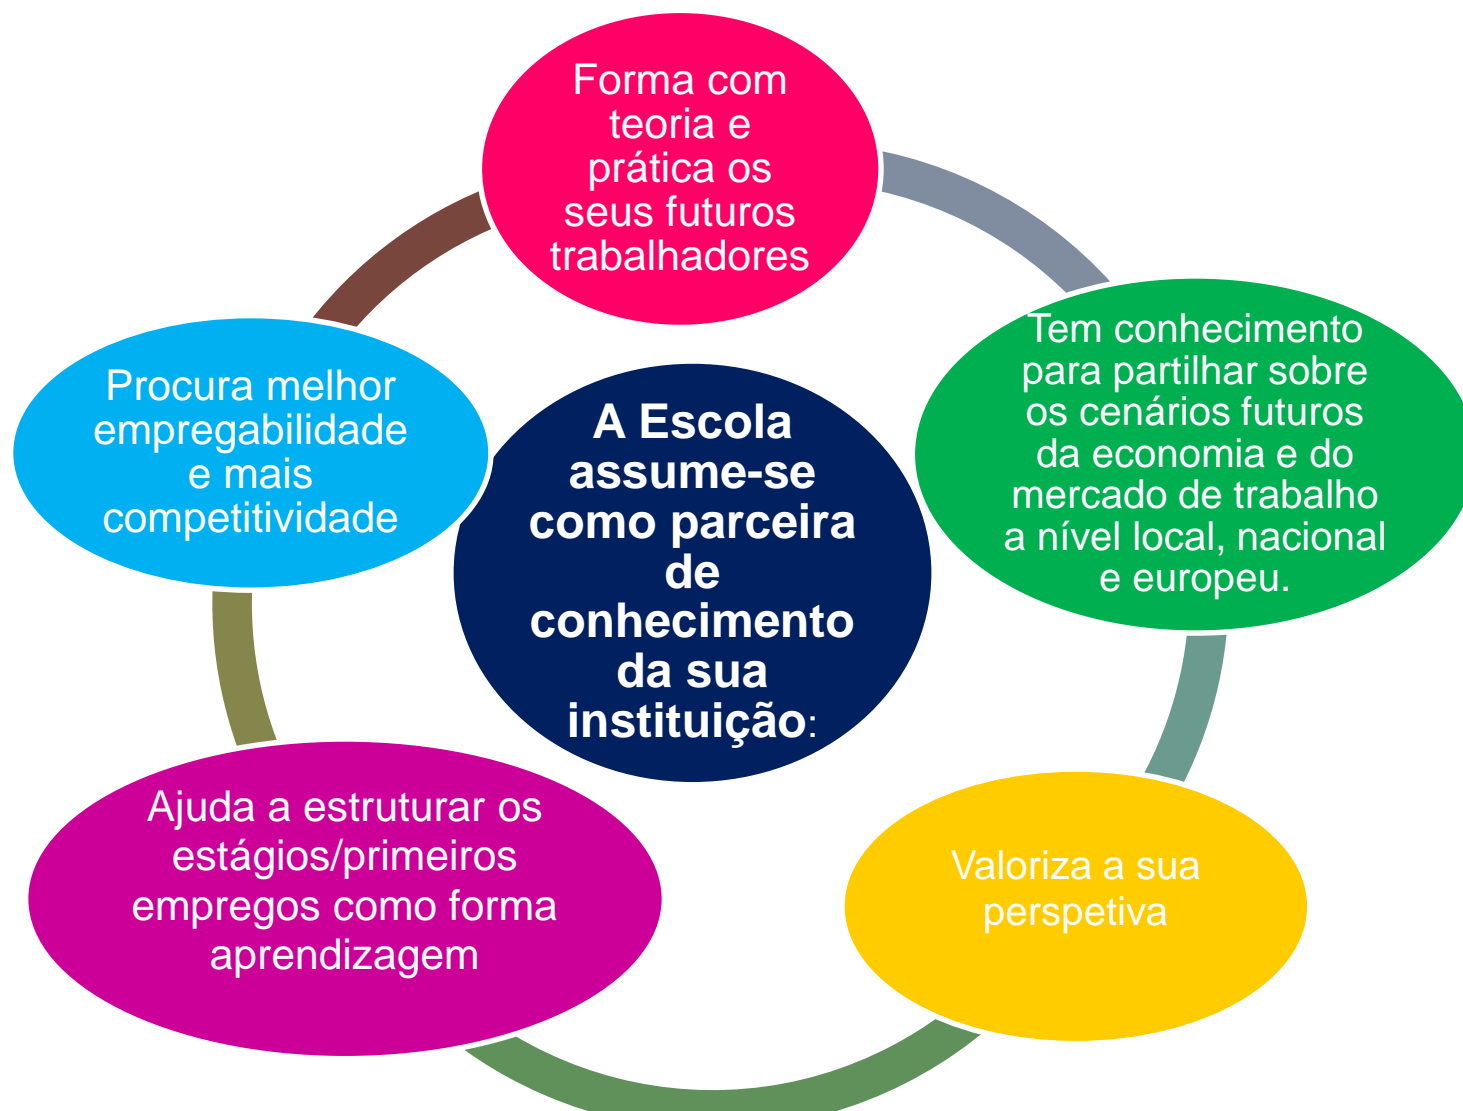 Forma com
teoria e
prática os
seus futuros
trabalhadores
Tem conhecimento
para partilhar sobre
os cenários futuros
da economia e do
mercado de trabalho
a nível local, nacional
e europeu.
Valoriza a sua
perspetiva
Ajuda a estruturar os
estágios/primeiros
empregos como forma
aprendizagem
Procura melhor
empregabilidade
e mais
competitividade
A Escola
assume-se
como parceira
de
conhecimento
da sua
instituição: